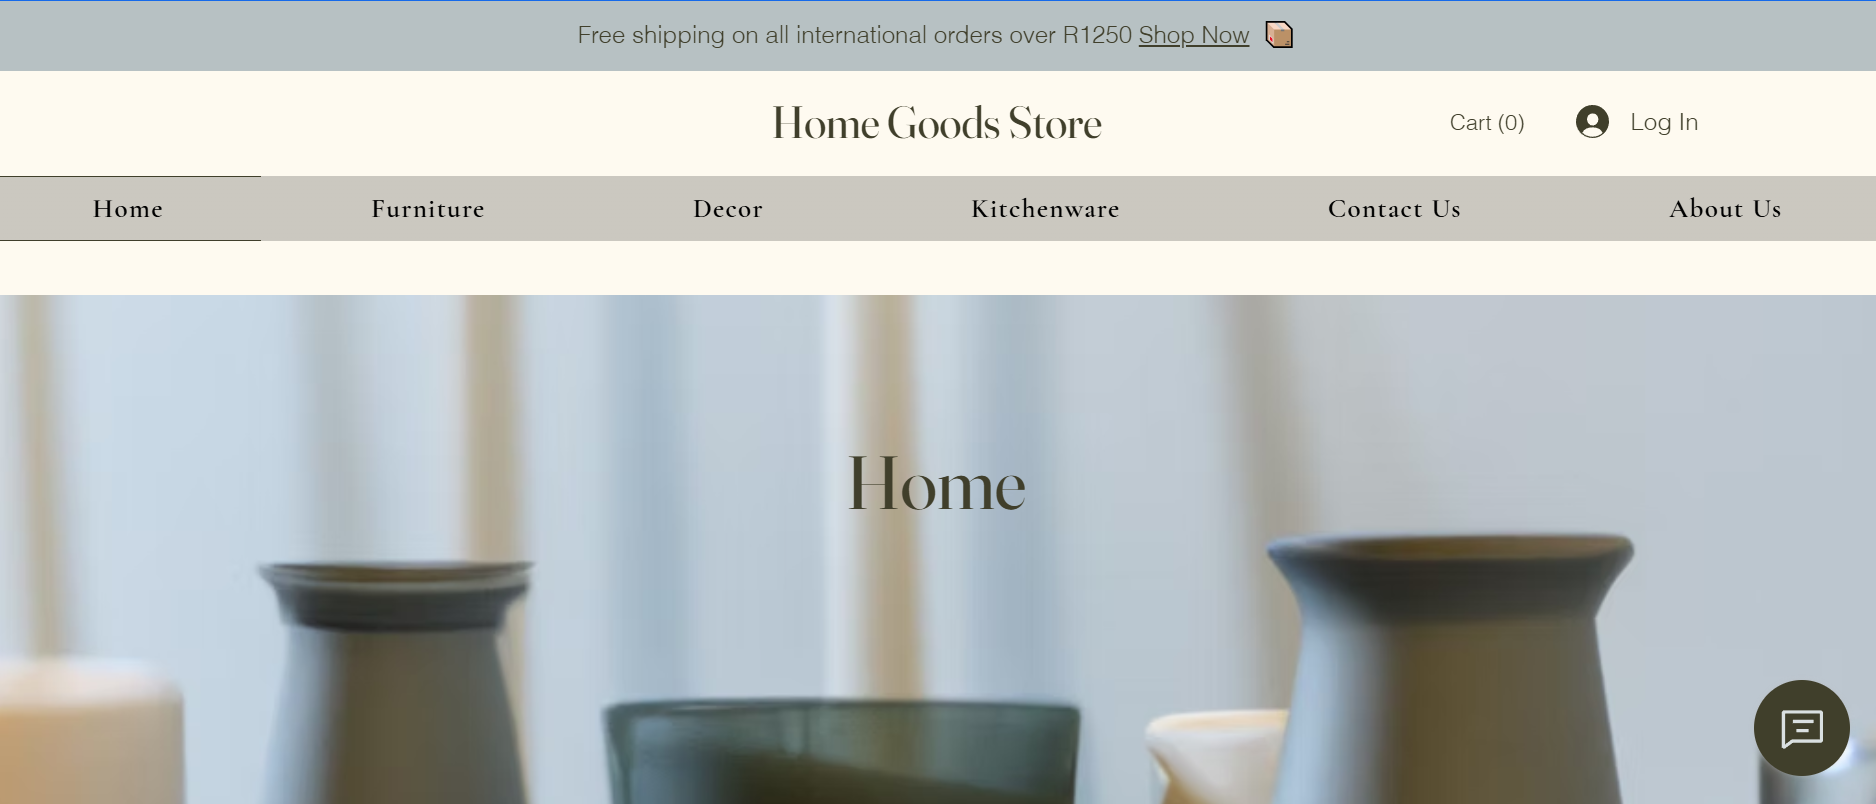 Free shipping on all international orders over R1250 Shop Now
Home Goods Store
Cart (0) Log In
Home Furniture Decor Kitchenware Contact Us About Us
Home